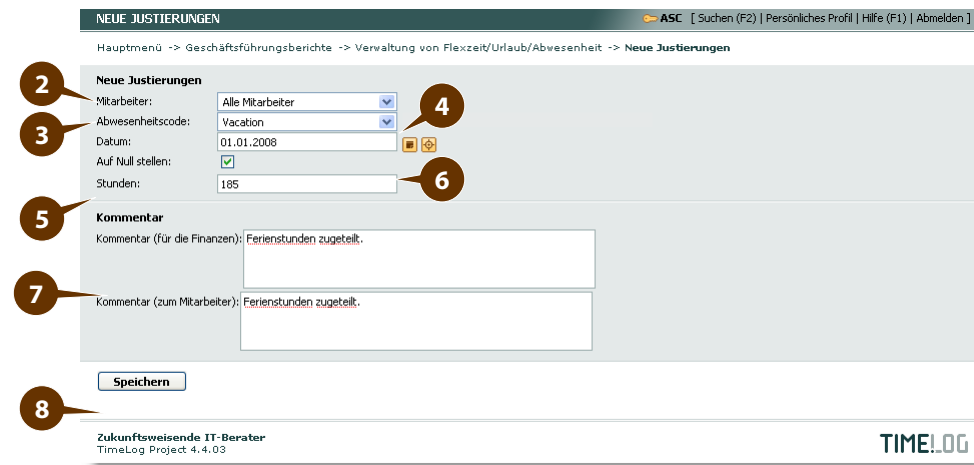 NEUE JUSTIERUNGEN
ASC [ Suchen (F2) | Persönliches Profil | Hilfe (F1) | Abmelden ]
Hauptmenü -> Geschäftsführungsberichte -> Verwaltung von Flexzeit/Urlaub/Abwesenheit -> Neue Justierungen
Neue Justierungen
2
Mitarbeiter: Alle Mitarbeiter
4
3
Abwesenheitscode: Vacation
Datum: 01.01.2008
Auf Null stellen:
6
Stunden: 185
5
Kommentar
Kommentar (für die Finanzen): Ferienstunden zugeteilt.
7
Kommentar (zum Mitarbeiter): Ferienstunden zugeteilt.
Speichern
8
Zukunftsweisende IT-Berater
TimeLog Project 4.4.03
TIME!LOG